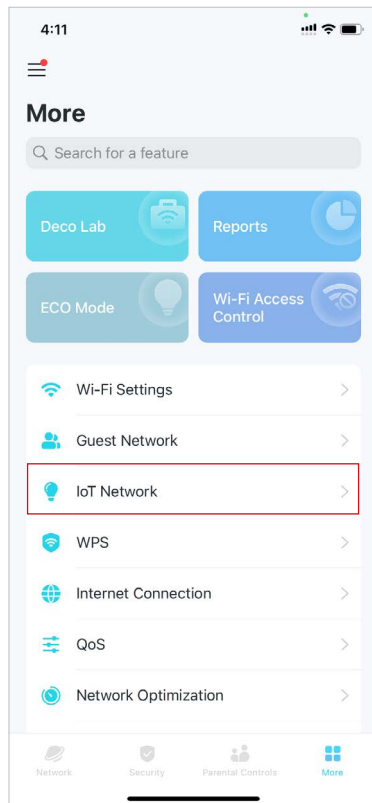 4:11
More
Search for a feature
Deco Lab
Reports
ECO Mode
Wi-Fi Access
Control
Wi-Fi Settings
Guest Network
IoT Network
WPS
Internet Connection
QoS
Network Optimization
Network Security Parental Controls More